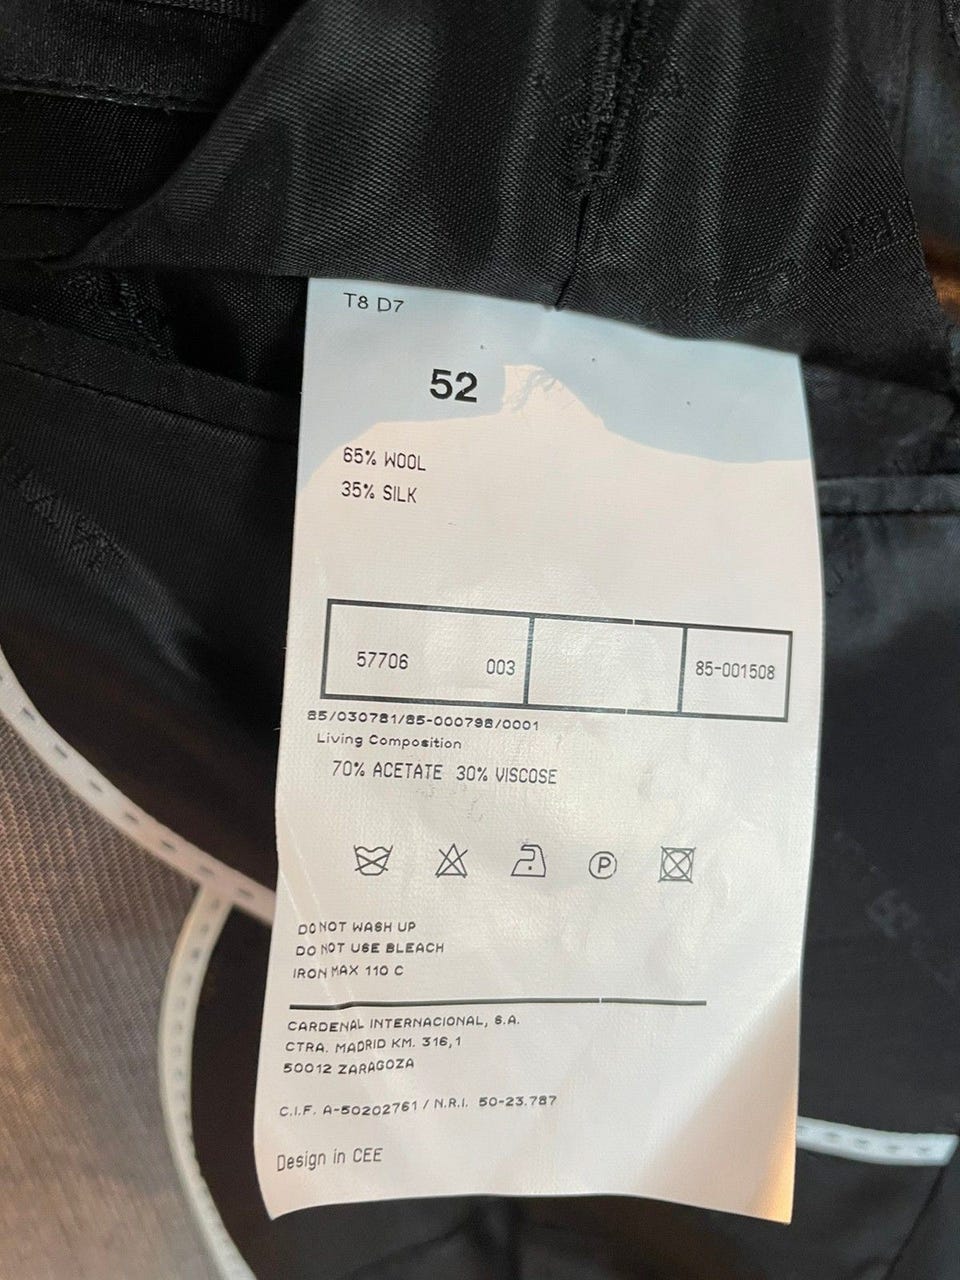 T8 D7
52
65% WOOL
35% SILK
57706 003 85-001508
85/030781/85-000798/0001
Living Composition
70% ACETATE 30% VISCOSE
P
DO NOT WASH UP
DO NOT USE BLEACH
IRON MAX 110 C
CARDENAL INTERNACIONAL, S.A.
CTRA. MADRID KM. 316,1
50012 ZARAGOZA
C.I.F. A-50202761 / N.R.I. 50-23.787
Design in CEE